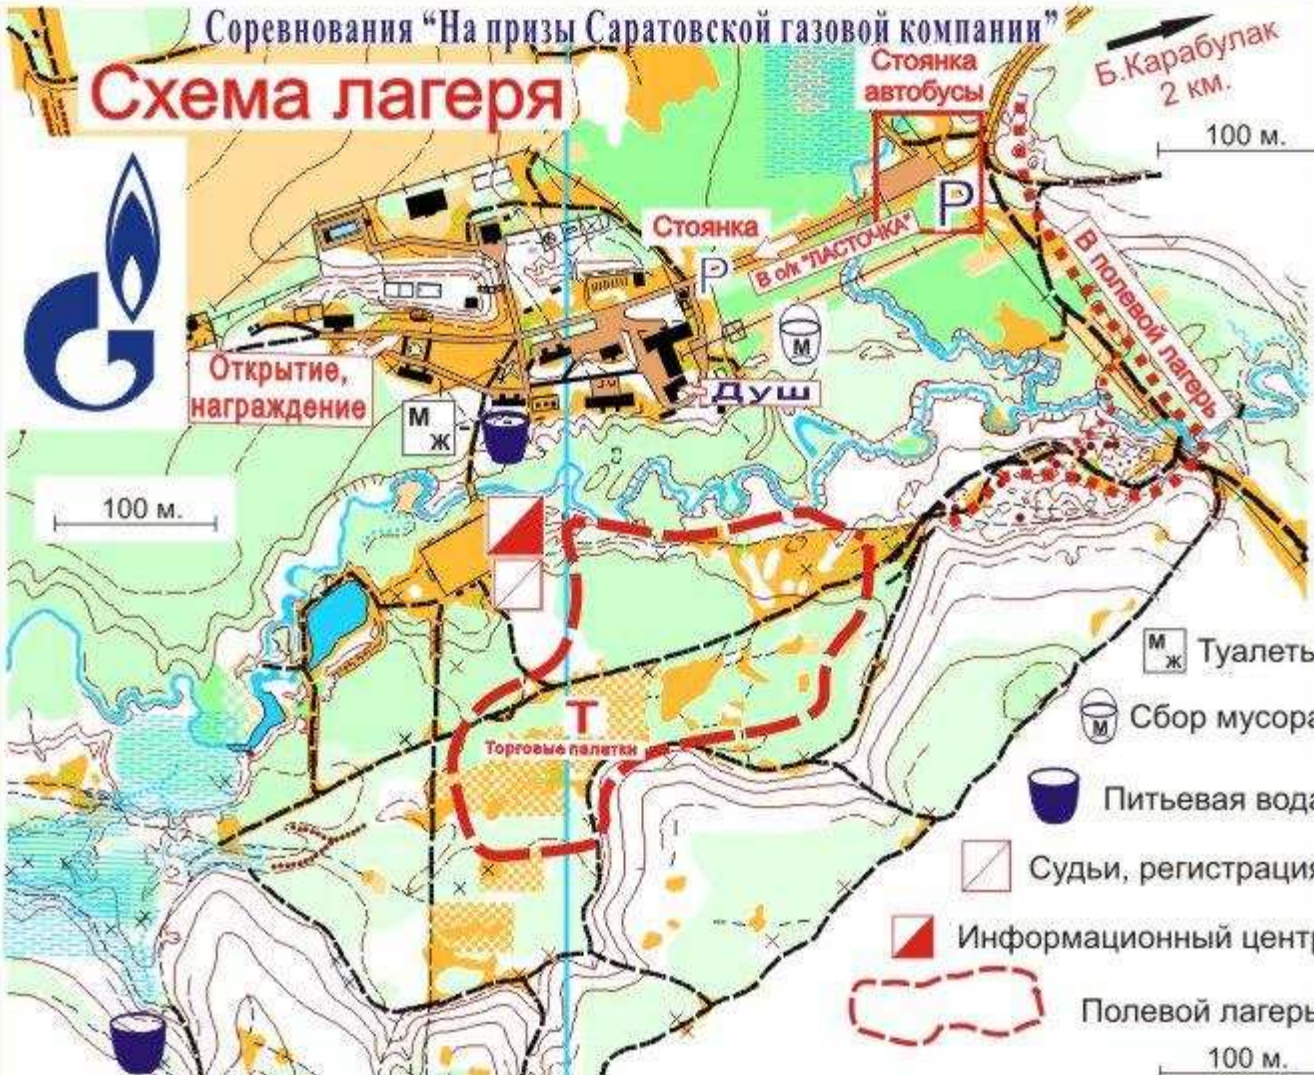 Соревнования "На призы Саратовской газовой компании"
Схема лагеря
Стоянка
автобусы
Б.Карабулак
2 км.
100 м.
P
Стоянка
P
В о/к "ЛАСТОЧКА"
В полевой лагерь
М
Открытие,
награждение
Душ
М
Ж
100 м.
Т
Торговые палатки
М
Ж
Туалеты
М
Сбор мусора
Питьевая вода
Судьи, регистрация
Информационный центр
Полевой лагерь
100 м.